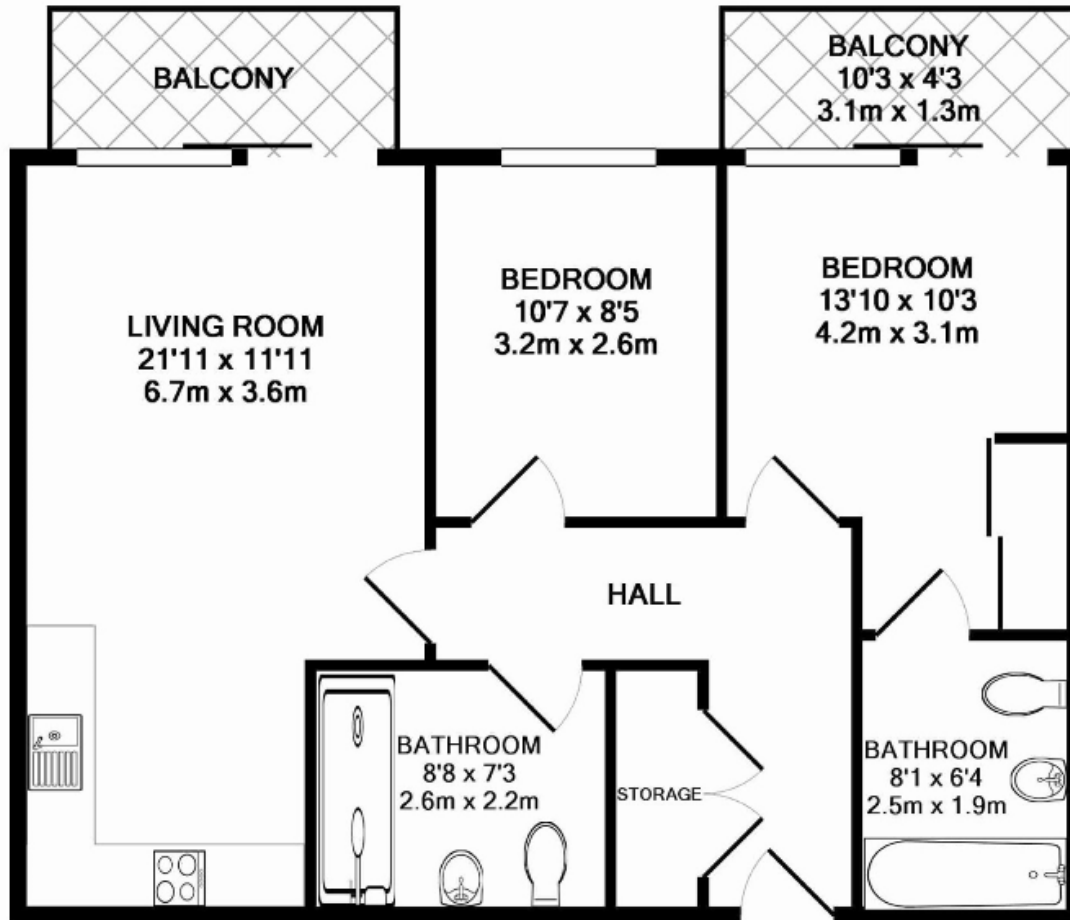 BALCONY
BALCONY
10'3 x 4'3
3.1m x 1.3m
LIVING ROOM
21'11 x 11'11
6.7m x 3.6m
BEDROOM
10'7 x 8'5
3.2m x 2.6m
BEDROOM
13'10 x 10'3
4.2m x 3.1m
HALL
BATHROOM
8'8 x 7'3
2.6m x 2.2m
STORAGE
BATHROOM
8'1 x 6'4
2.5m x 1.9m